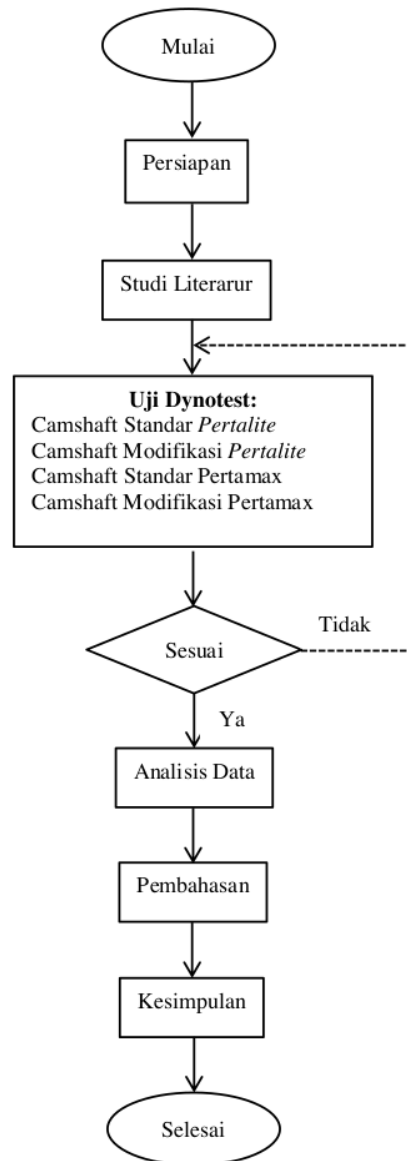 Mulai
Persiapan
Studi Literarur
Uji Dynotest:
Camshaft Standar Pertalite
Camshaft Modifikasi Pertalite
Camshaft Standar Pertamax
Camshaft Modifikasi Pertamax
Sesuai
Tidak
Ya
Analisis Data
Pembahasan
Kesimpulan
Selesai